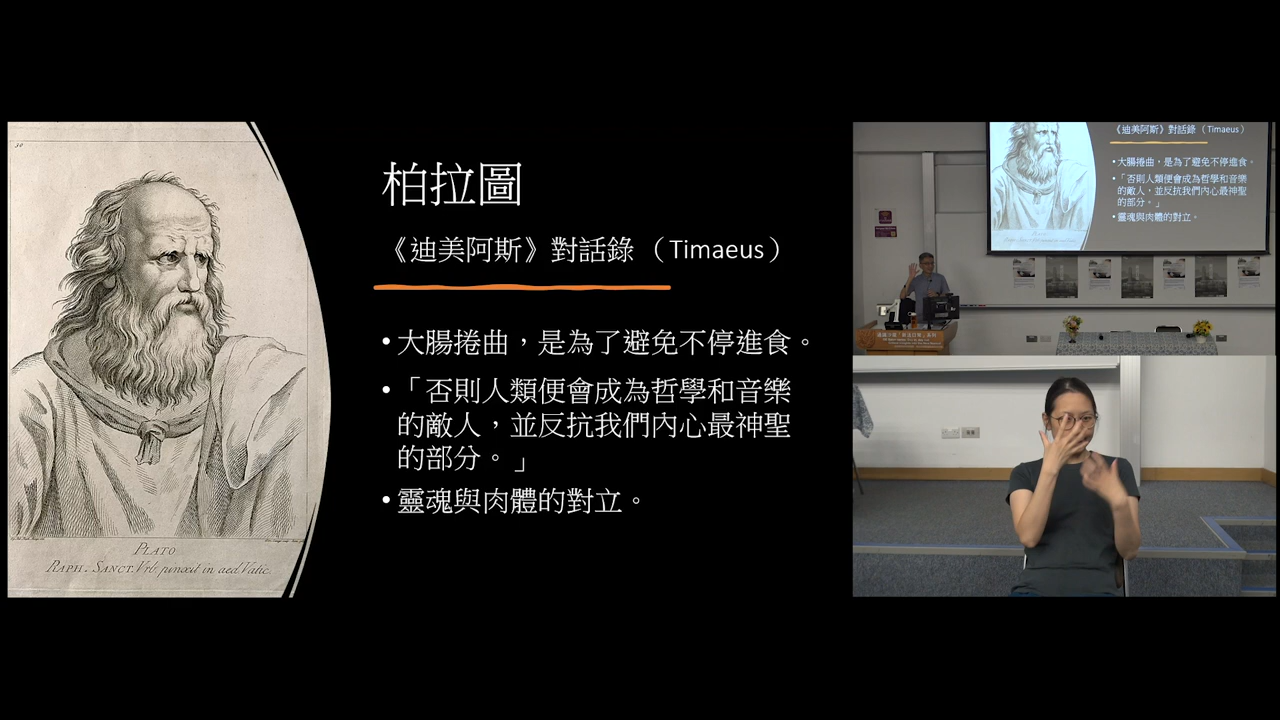 30
柏拉圖
《迪美阿斯》對話錄（Timaeus）
• 大腸捲曲，是為了避免不停進食。
• 「否則人類便會成為哲學和音樂
的敵人，並反抗我們內心最神聖
的部分。」
• 靈魂與肉體的對立。
PLATO
RAPH. SANCT. Urb. pinxit in aed. Vatic.
《迪美阿斯》對話錄（Timaeus）
• 大腸捲曲，是為了避免不停進食。
• 「否則人類便會成為哲學和音樂
的敵人，並反抗我們內心最神聖
的部分。」
• 靈魂與肉體的對立。